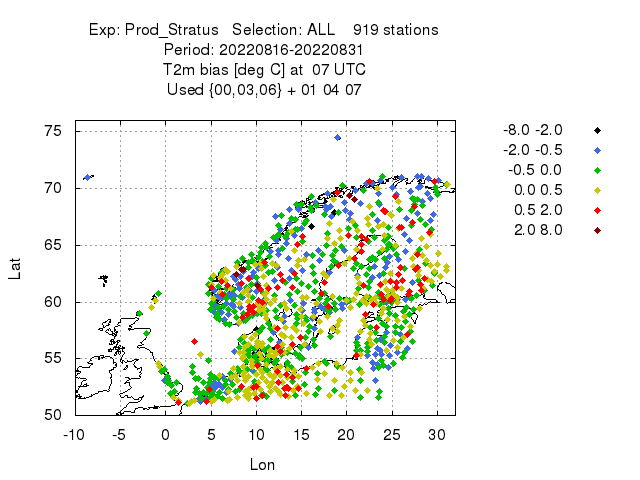 Exp: Prod_Stratus   Selection: ALL    919 stations
Period: 20220816-20220831
T2m bias [deg C] at  07 UTC
Used {00,03,06} + 01 04 07
-8.0 -2.0
-2.0 -0.5
-0.5 0.0
0.0 0.5
0.5 2.0
2.0 8.0
75
70
65
60
55
50
Lat
-10 -5 0 5 10 15 20 25 30
Lon